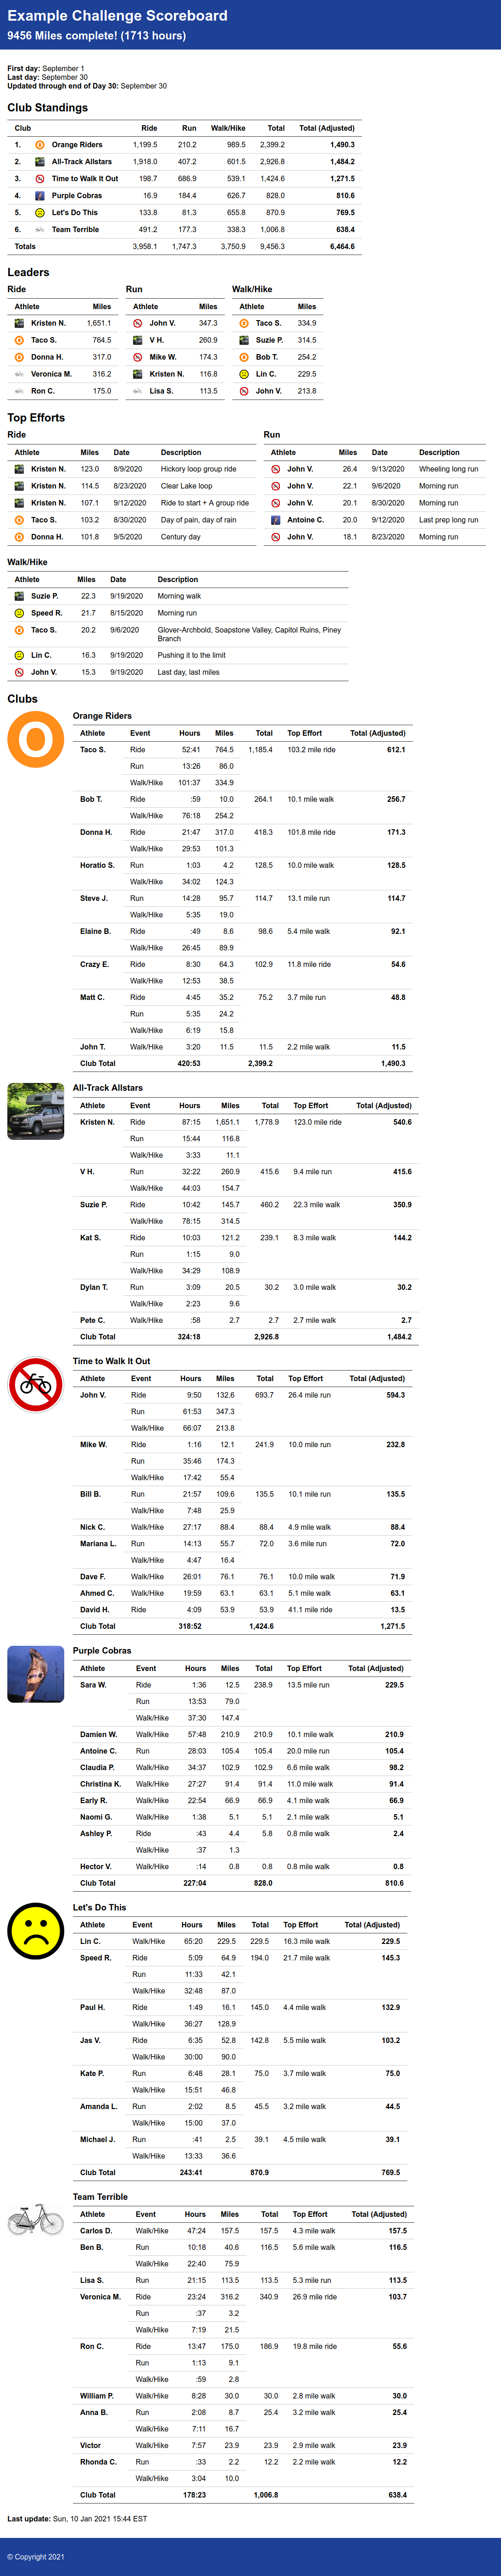 Example Challenge Scoreboard
9456 Miles complete! (1713 hours)
First day: September 1
Last day: September 30
Updated through end of Day 30: September 30
Club Standings
Club Ride Run Walk/Hike Total Total (Adjusted)
1. Orange Riders 1,199.5 210.2 989.5 2,399.2 1,490.3
2. All-Track Allstars 1,918.0 407.2 601.5 2,926.8 1,484.2
3. Time to Walk It Out 198.7 686.9 539.1 1,424.6 1,271.5
4. Purple Cobras 16.9 184.4 626.7 828.0 810.6
5. Let's Do This 133.8 81.3 655.8 870.9 769.5
6. Team Terrible 491.2 177.3 338.3 1,006.8 638.4
Totals 3,958.1 1,747.3 3,750.9 9,456.3 6,464.6
Leaders
Ride
Athlete Miles
Kristen N. 1,651.1
Taco S. 764.5
Donna H. 317.0
Veronica M. 316.2
Ron C. 175.0
Run
Athlete Miles
John V. 347.3
V H. 260.9
Mike W. 174.3
Kristen N. 116.8
Lisa S. 113.5
Walk/Hike
Athlete Miles
Taco S. 334.9
Suzie P. 314.5
Bob T. 254.2
Lin C. 229.5
John V. 213.8
Top Efforts
Ride
Athlete Miles Date Description
Kristen N. 123.0 8/9/2020 Hickory loop group ride
Kristen N. 114.5 8/23/2020 Clear Lake loop
Kristen N. 107.1 9/12/2020 Ride to start + A group ride
Taco S. 103.2 8/30/2020 Day of pain, day of rain
Donna H. 101.8 9/5/2020 Century day
Run
Athlete Miles Date Description
John V. 26.4 9/13/2020 Wheeling long run
John V. 22.1 9/6/2020 Morning run
John V. 20.1 8/30/2020 Morning run
Antoine C. 20.0 9/12/2020 Last prep long run
John V. 18.1 8/23/2020 Morning run
Walk/Hike
Athlete Miles Date Description
Suzie P. 22.3 9/19/2020 Morning walk
Speed R. 21.7 8/15/2020 Morning run
Taco S. 20.2 9/6/2020 Glover-Archbold, Soapstone Valley, Capitol Ruins, Piney
Branch
Lin C. 16.3 9/19/2020 Pushing it to the limit
John V. 15.3 9/19/2020 Last day, last miles
Clubs
Orange Riders
Athlete Event Hours Miles Total Top Effort Total (Adjusted)
Taco S. Ride 52:41 764.5 1,185.4 103.2 mile ride 612.1
Run 13:26 86.0
Walk/Hike 101:37 334.9
Bob T. Ride :59 10.0 264.1 10.1 mile walk 256.7
Walk/Hike 76:18 254.2
Donna H. Ride 21:47 317.0 418.3 101.8 mile ride 171.3
Walk/Hike 29:53 101.3
Horatio S. Run 1:03 4.2 128.5 10.0 mile walk 128.5
Walk/Hike 34:02 124.3
Steve J. Run 14:28 95.7 114.7 13.1 mile run 114.7
Walk/Hike 5:35 19.0
Elaine B. Ride :49 8.6 98.6 5.4 mile walk 92.1
Walk/Hike 26:45 89.9
Crazy E. Ride 8:30 64.3 102.9 11.8 mile ride 54.6
Walk/Hike 12:53 38.5
Matt C. Ride 4:45 35.2 75.2 3.7 mile run 48.8
Run 5:35 24.2
Walk/Hike 6:19 15.8
John T. Walk/Hike 3:20 11.5 11.5 2.2 mile walk 11.5
Club Total 420:53 2,399.2 1,490.3
All-Track Allstars
Athlete Event Hours Miles Total Top Effort Total (Adjusted)
Kristen N. Ride 87:15 1,651.1 1,778.9 123.0 mile ride 540.6
Run 15:44 116.8
Walk/Hike 3:33 11.1
V H. Run 32:22 260.9 415.6 9.4 mile run 415.6
Walk/Hike 44:03 154.7
Suzie P. Ride 10:42 145.7 460.2 22.3 mile walk 350.9
Walk/Hike 78:15 314.5
Kat S. Ride 10:03 121.2 239.1 8.3 mile walk 144.2
Run 1:15 9.0
Walk/Hike 34:29 108.9
Dylan T. Run 3:09 20.5 30.2 3.0 mile walk 30.2
Walk/Hike 2:23 9.6
Pete C. Walk/Hike :58 2.7 2.7 2.7 mile walk 2.7
Club Total 324:18 2,926.8 1,484.2
Time to Walk It Out
Athlete Event Hours Miles Total Top Effort Total (Adjusted)
John V. Ride 9:50 132.6 693.7 26.4 mile run 594.3
Run 61:53 347.3
Walk/Hike 66:07 213.8
Mike W. Ride 1:16 12.1 241.9 10.0 mile run 232.8
Run 35:46 174.3
Walk/Hike 17:42 55.4
Bill B. Run 21:57 109.6 135.5 10.1 mile run 135.5
Walk/Hike 7:48 25.9
Nick C. Walk/Hike 27:17 88.4 88.4 4.9 mile walk 88.4
Mariana L. Run 14:13 55.7 72.0 3.6 mile run 72.0
Walk/Hike 4:47 16.4
Dave F. Walk/Hike 26:01 76.1 76.1 10.0 mile walk 71.9
Ahmed C. Walk/Hike 19:59 63.1 63.1 5.1 mile walk 63.1
David H. Ride 4:09 53.9 53.9 41.1 mile ride 13.5
Club Total 318:52 1,424.6 1,271.5
Purple Cobras
Athlete Event Hours Miles Total Top Effort Total (Adjusted)
Sara W. Ride 1:36 12.5 238.9 13.5 mile run 229.5
Run 13:53 79.0
Walk/Hike 37:30 147.4
Damien W. Walk/Hike 57:48 210.9 210.9 10.1 mile walk 210.9
Antoine C. Run 28:03 105.4 105.4 20.0 mile run 105.4
Claudia P. Walk/Hike 34:37 102.9 102.9 6.6 mile walk 98.2
Christina K. Walk/Hike 27:27 91.4 91.4 11.0 mile walk 91.4
Early R. Walk/Hike 22:54 66.9 66.9 4.1 mile walk 66.9
Naomi G. Walk/Hike 1:38 5.1 5.1 2.1 mile walk 5.1
Ashley P. Ride :43 4.4 5.8 0.8 mile walk 2.4
Walk/Hike :37 1.3
Hector V. Walk/Hike :14 0.8 0.8 0.8 mile walk 0.8
Club Total 227:04 828.0 810.6
Let's Do This
Athlete Event Hours Miles Total Top Effort Total (Adjusted)
Lin C. Walk/Hike 65:20 229.5 229.5 16.3 mile walk 229.5
Speed R. Ride 5:09 64.9 194.0 21.7 mile walk 145.3
Run 11:33 42.1
Walk/Hike 32:48 87.0
Paul H. Ride 1:49 16.1 145.0 4.4 mile walk 132.9
Walk/Hike 36:27 128.9
Jas V. Ride 6:35 52.8 142.8 5.5 mile walk 103.2
Walk/Hike 30:00 90.0
Kate P. Run 6:48 28.1 75.0 3.7 mile walk 75.0
Walk/Hike 15:51 46.8
Amanda L. Run 2:02 8.5 45.5 3.2 mile walk 44.5
Walk/Hike 15:00 37.0
Michael J. Run :41 2.5 39.1 4.5 mile walk 39.1
Walk/Hike 13:33 36.6
Club Total 243:41 870.9 769.5
Team Terrible
Athlete Event Hours Miles Total Top Effort Total (Adjusted)
Carlos D. Walk/Hike 47:24 157.5 157.5 4.3 mile walk 157.5
Ben B. Run 10:18 40.6 116.5 5.6 mile walk 116.5
Walk/Hike 22:40 75.9
Lisa S. Run 21:15 113.5 113.5 5.3 mile run 113.5
Veronica M. Ride 23:24 316.2 340.9 26.9 mile ride 103.7
Run :37 3.2
Walk/Hike 7:19 21.5
Ron C. Ride 13:47 175.0 186.9 19.8 mile ride 55.6
Run 1:13 9.1
Walk/Hike :59 2.8
William P. Walk/Hike 8:28 30.0 30.0 2.8 mile walk 30.0
Anna B. Run 2:08 8.7 25.4 3.2 mile walk 25.4
Walk/Hike 7:11 16.7
Victor Walk/Hike 7:57 23.9 23.9 2.9 mile walk 23.9
Rhonda C. Run :33 2.2 12.2 2.2 mile walk 12.2
Walk/Hike 3:04 10.0
Club Total 178:23 1,006.8 638.4
Last update: Sun, 10 Jan 2021 15:44 EST
© Copyright 2021